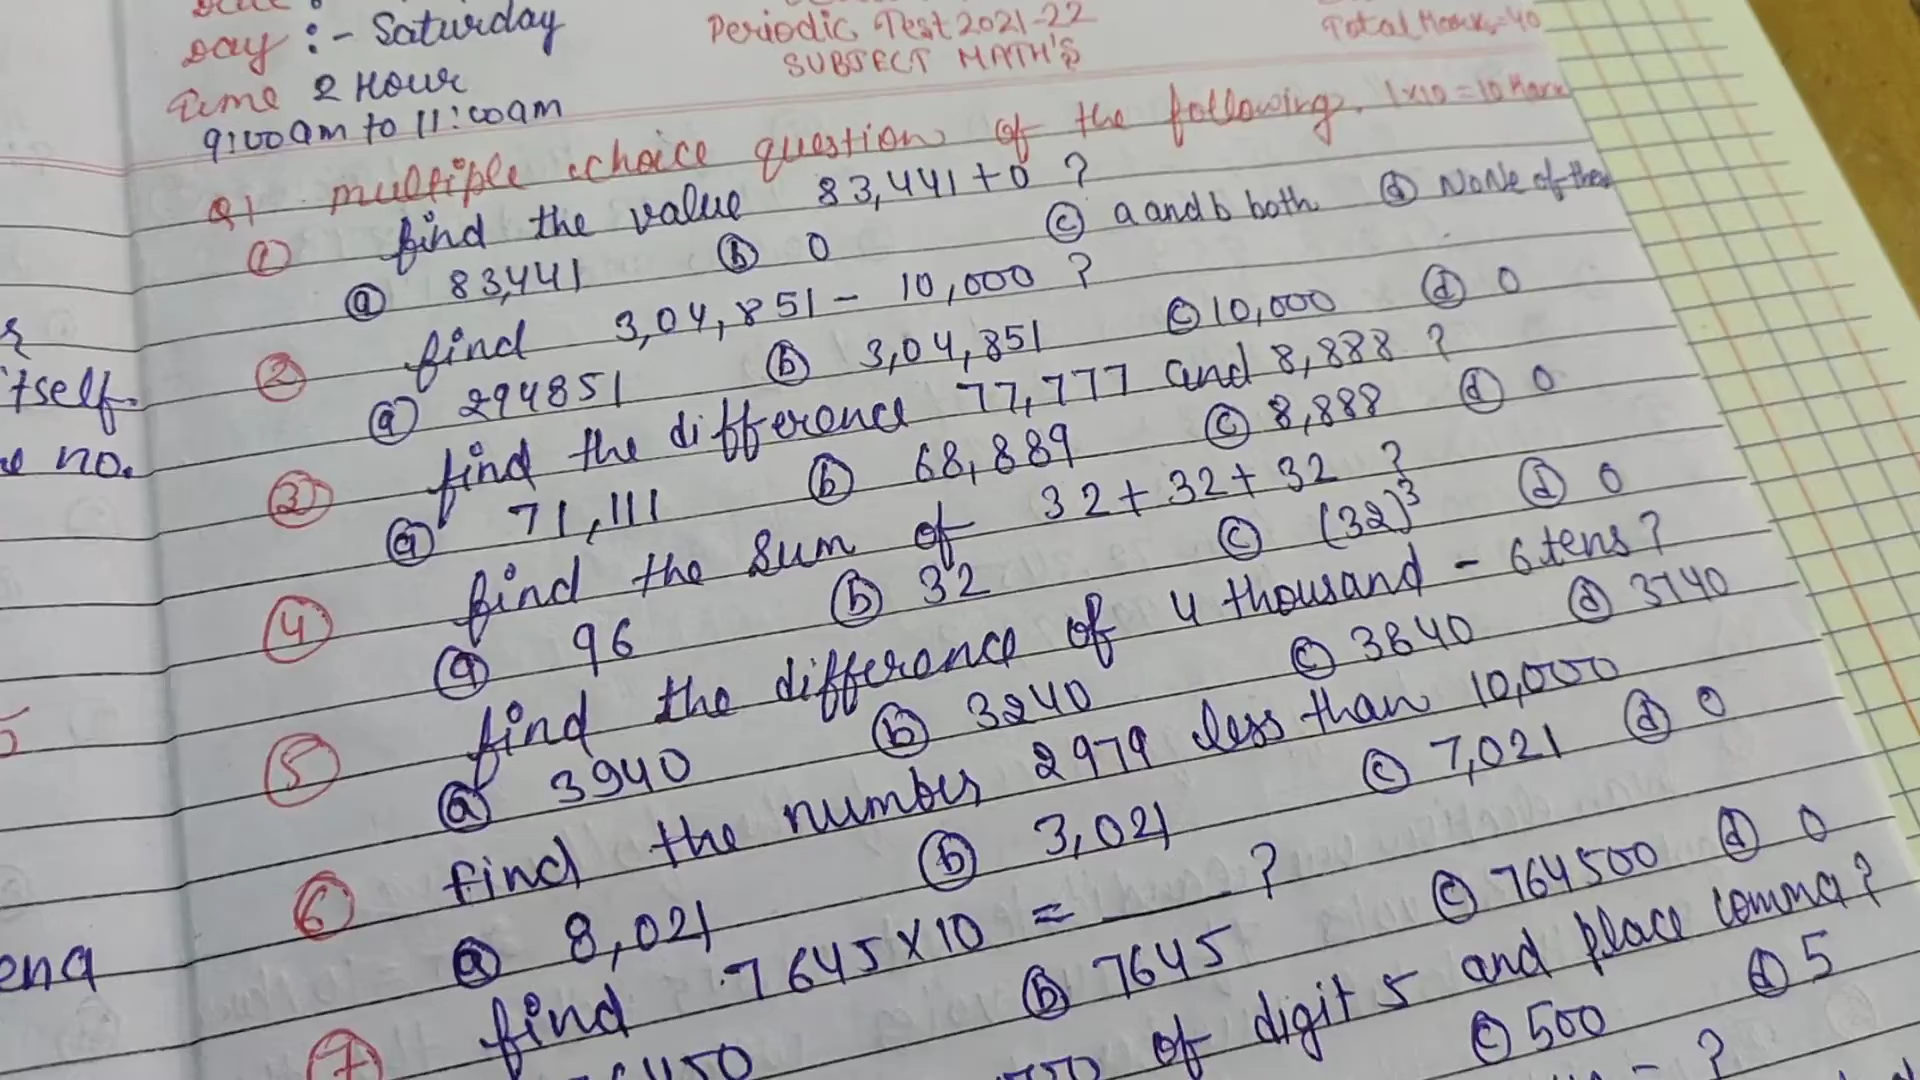 Day :- Saturday
Periodic Test 2021-22
Total Marks=40
Time 2 Hour
SUBJECT MATH'S
9:00am to 11:00am
Q1 multiple choice question of the following. 1x10=10 Mark
① find the value 83,441+0 ?
ⓐ 83,441 ⓑ 0 ⓒ a and b both ⓓ NoNe of the
② find 3,04,851 - 10,000 ?
ⓐ 294851 ⓑ 3,04,851 ⓒ 10,000 ⓓ 0
③ find the difference 77,777 and 8,888 ?
ⓐ 71,111 ⓑ 68,889 ⓒ 8,888 ⓓ 0
④ find the sum of 32+32+32 ?
ⓐ 96 ⓑ 32 ⓒ (32)³ ⓓ 0
⑤ find the difference of 4 thousand - 6 tens ?
ⓐ 3940 ⓑ 3240 ⓒ 3840 ⓓ 3740
⑥ find the number 2979 less than 10,000
ⓐ 8,021 ⓑ 3,021 ⓒ 7,021 ⓓ 0
⑦ find 7645x10 = ____ ?
ⓑ 7645 ⓒ 764500 ⓓ 0
of digit 5 and place comma ?
ⓒ 500 ⓓ 5
itself.
no.